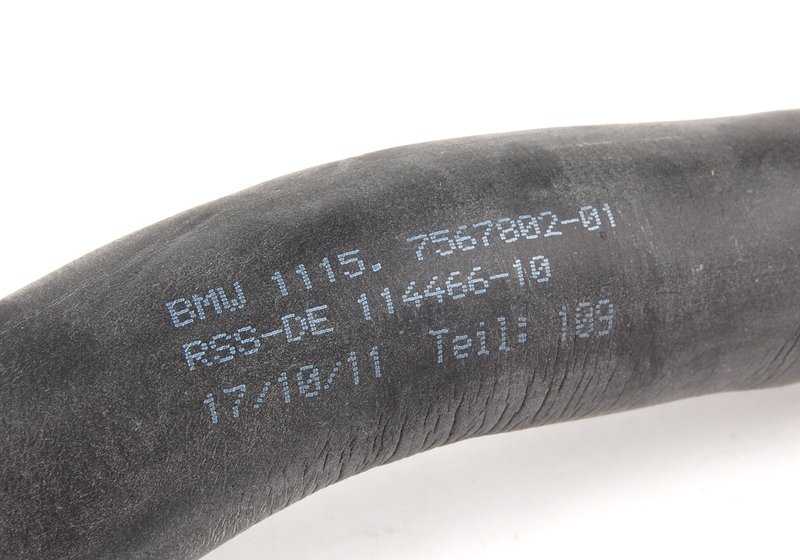 BMW 1115. 7567802-01
RSS-DE 114466-10
17/10/11 Teil: 109